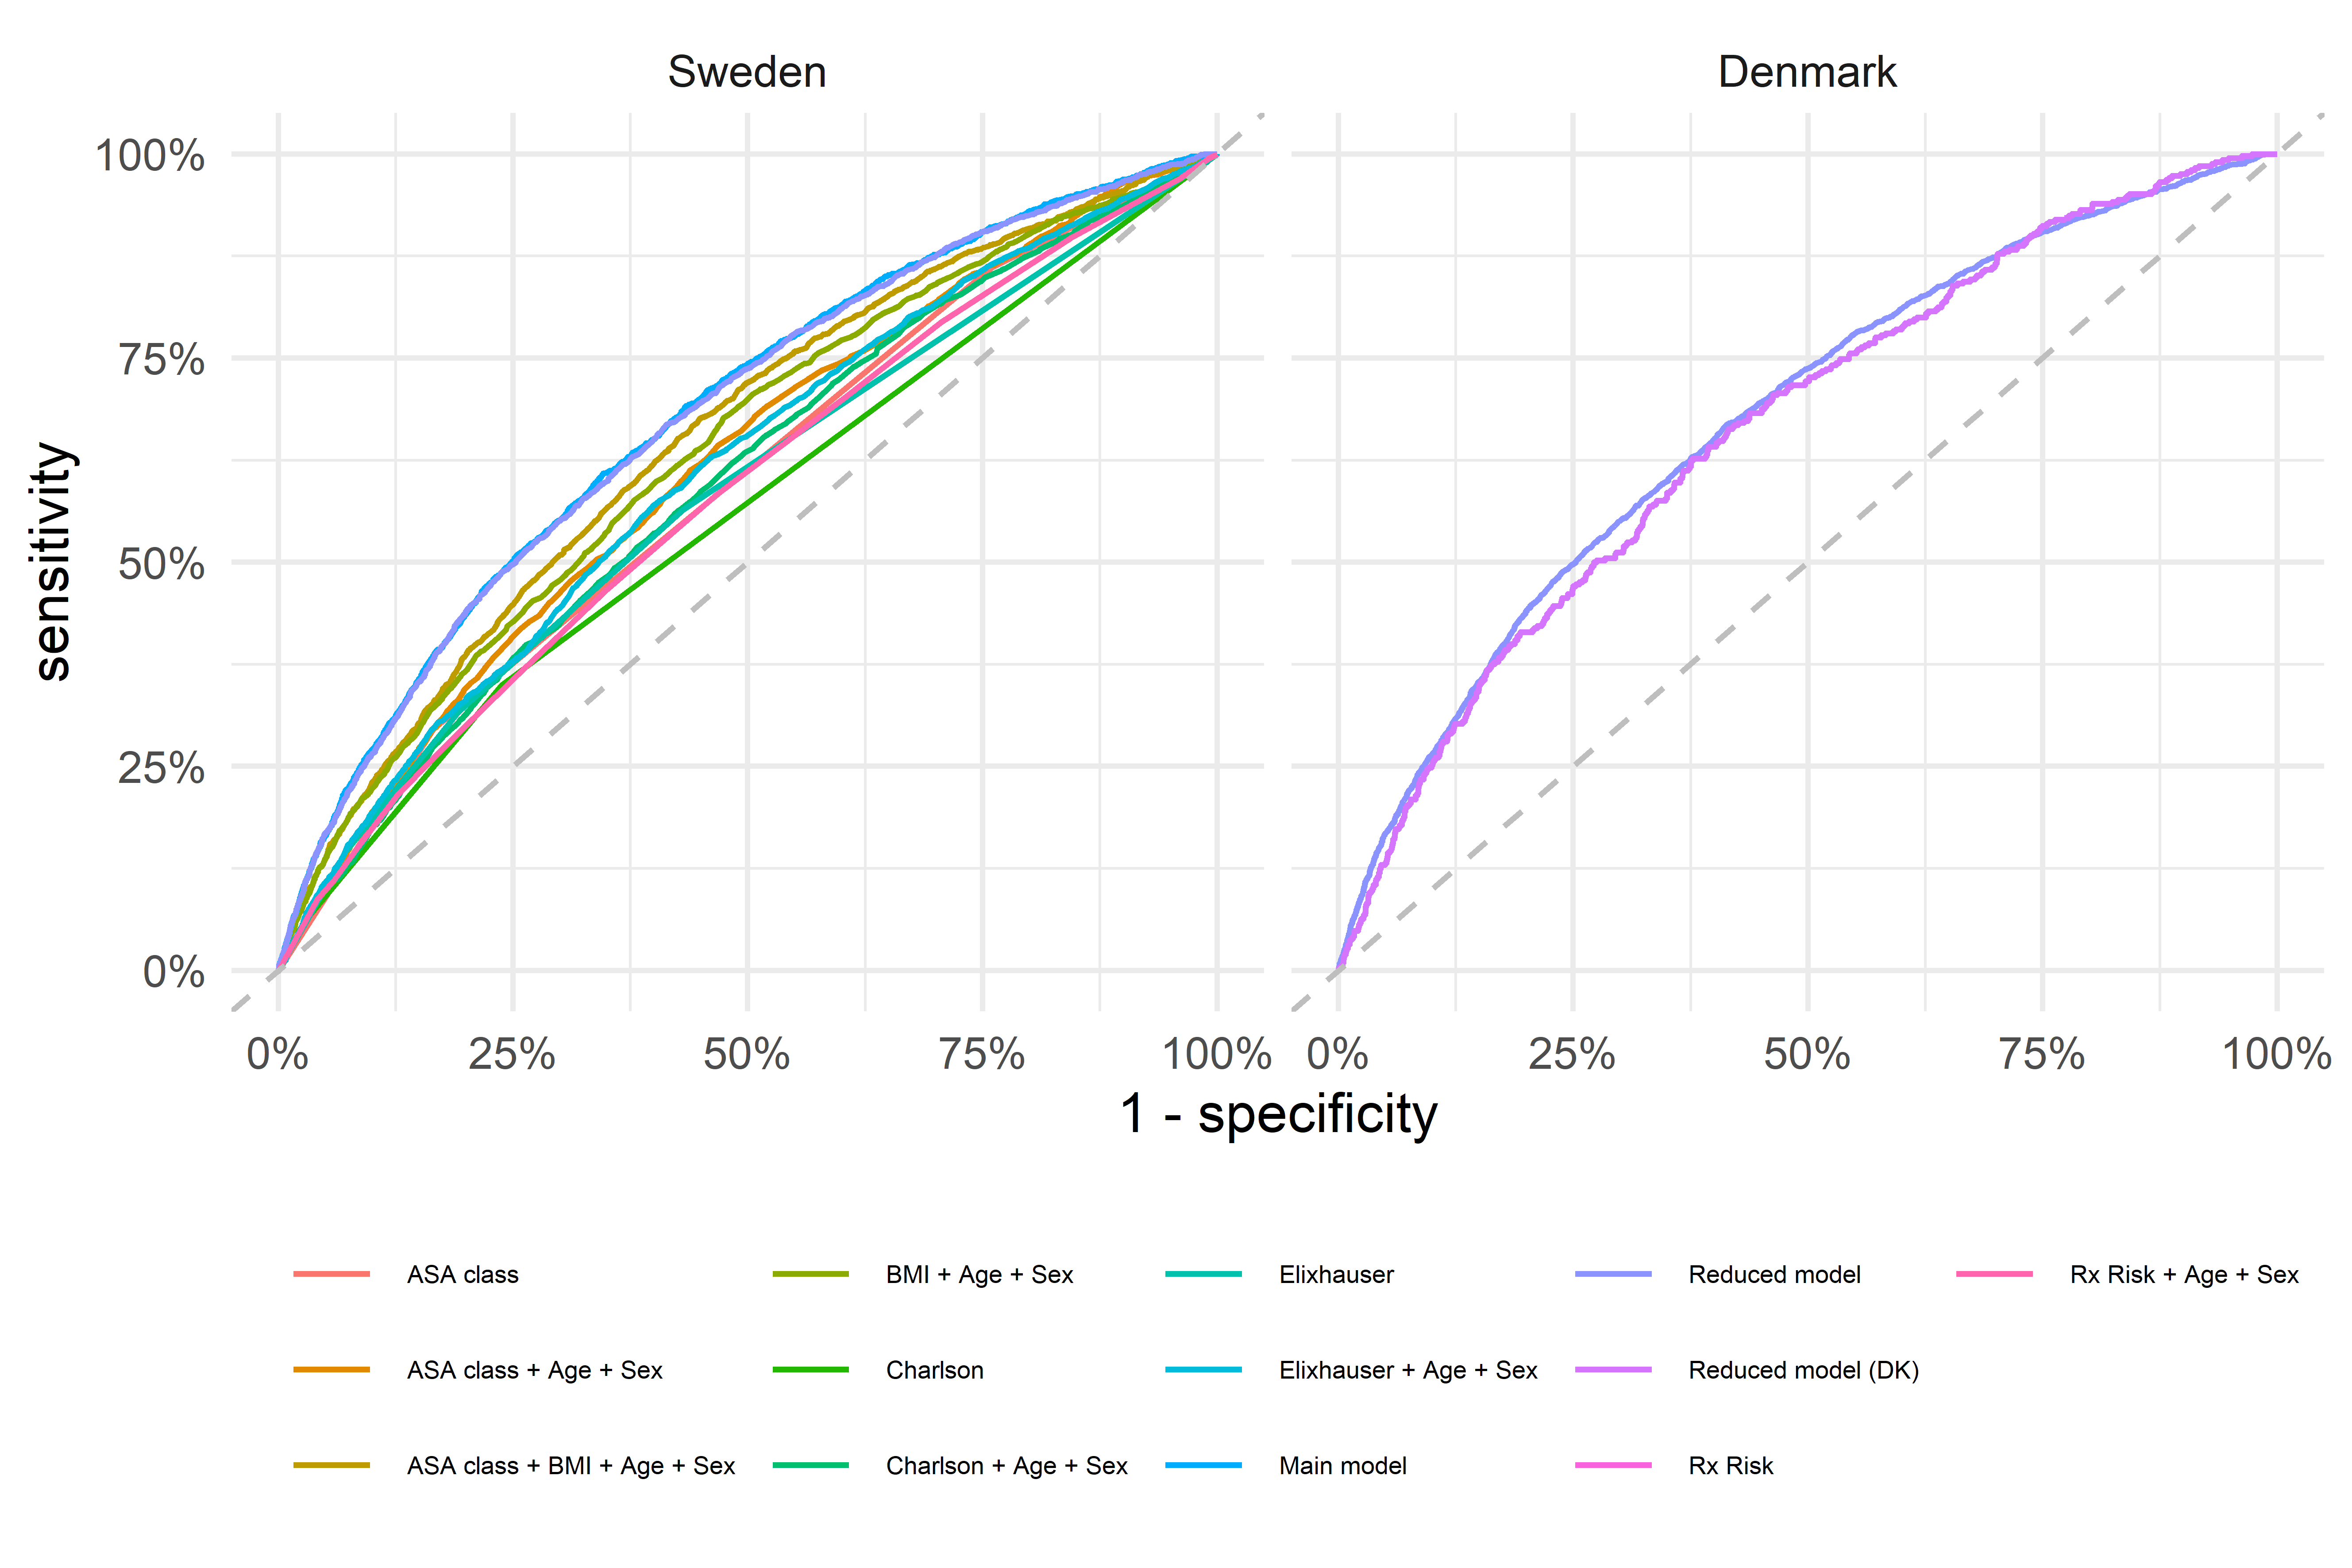 Sweden
Denmark
100%
75%
50%
25%
0%
sensitivity
0% 25% 50% 75% 100%
0% 25% 50% 75% 100%
1 - specificity
ASA class
BMI + Age + Sex
Elixhauser
Reduced model
Rx Risk + Age + Sex
ASA class + Age + Sex
Charlson
Elixhauser + Age + Sex
Reduced model (DK)
ASA class + BMI + Age + Sex
Charlson + Age + Sex
Main model
Rx Risk